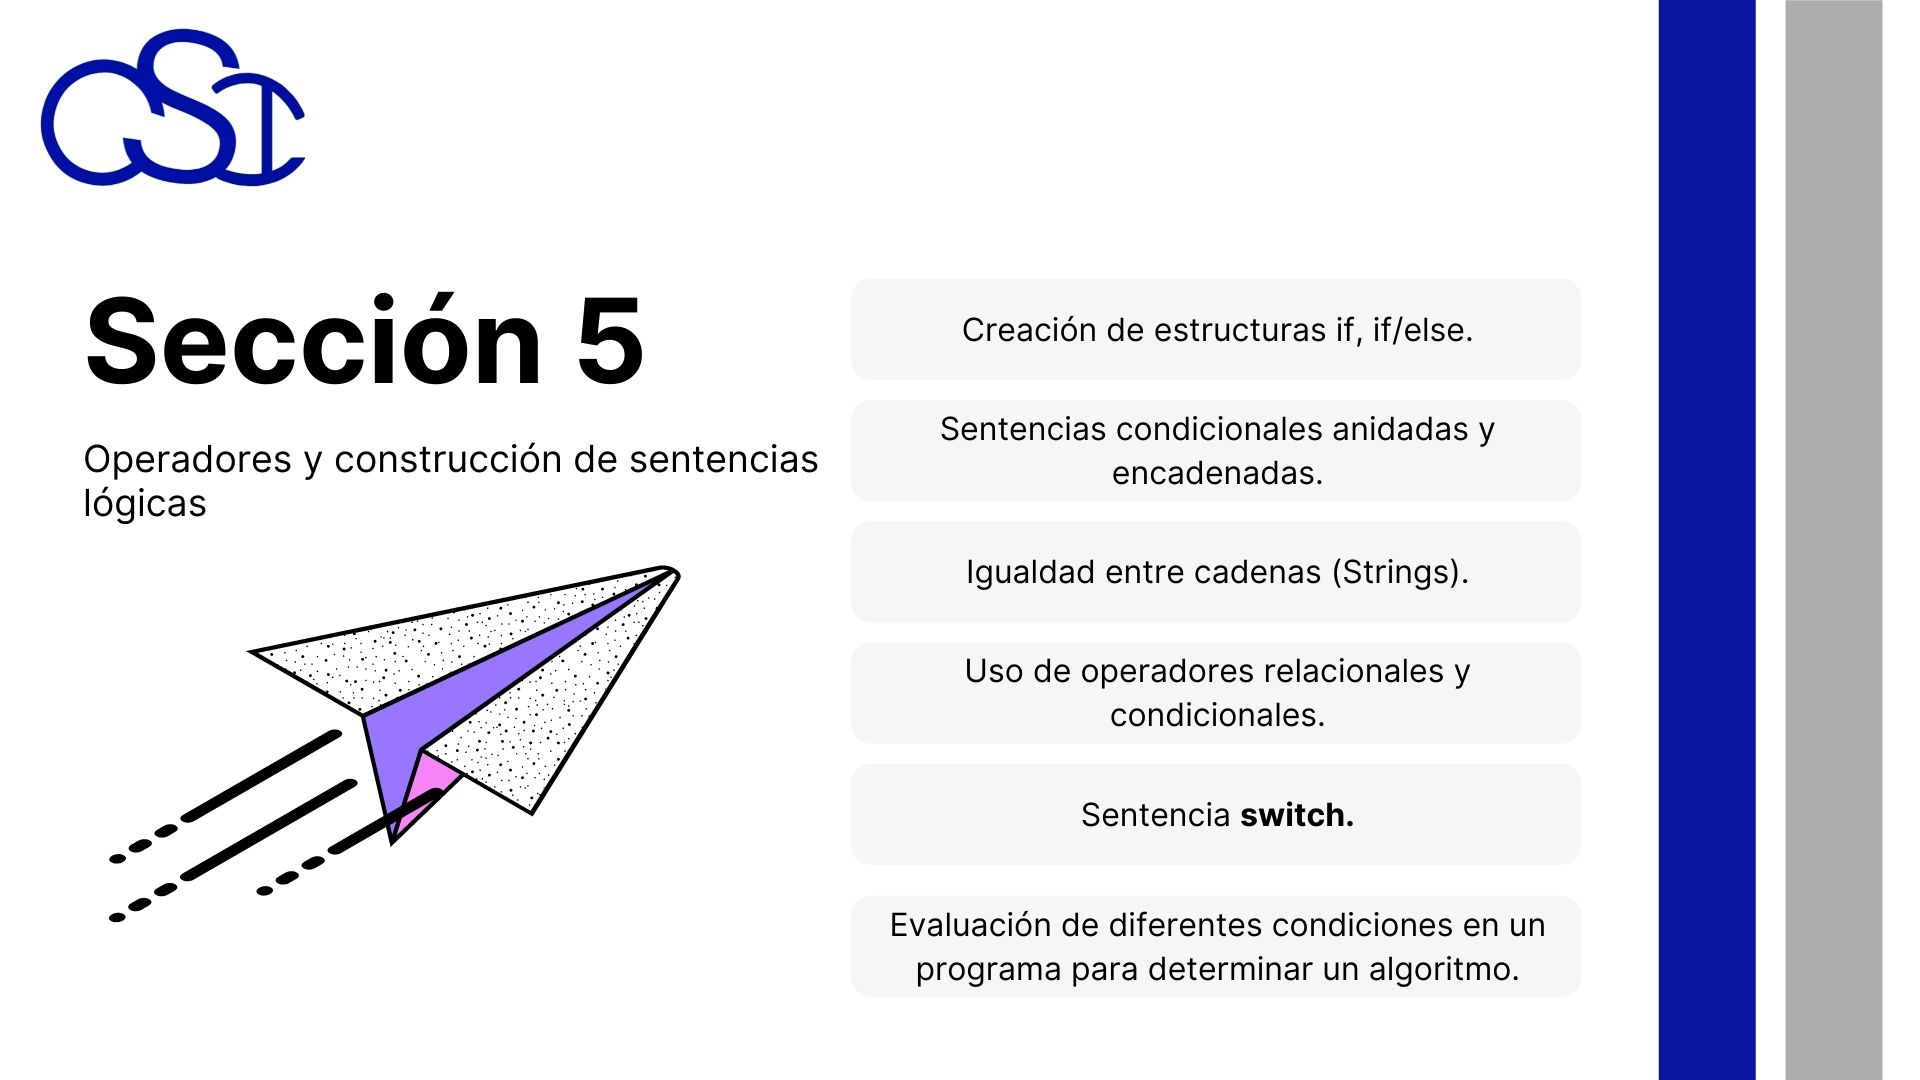 CSTI
Sección 5
Operadores y construcción de sentencias
lógicas
Creación de estructuras if, if/else.
Sentencias condicionales anidadas y
encadenadas.
Igualdad entre cadenas (Strings).
Uso de operadores relacionales y
condicionales.
Sentencia switch.
Evaluación de diferentes condiciones en un
programa para determinar un algoritmo.